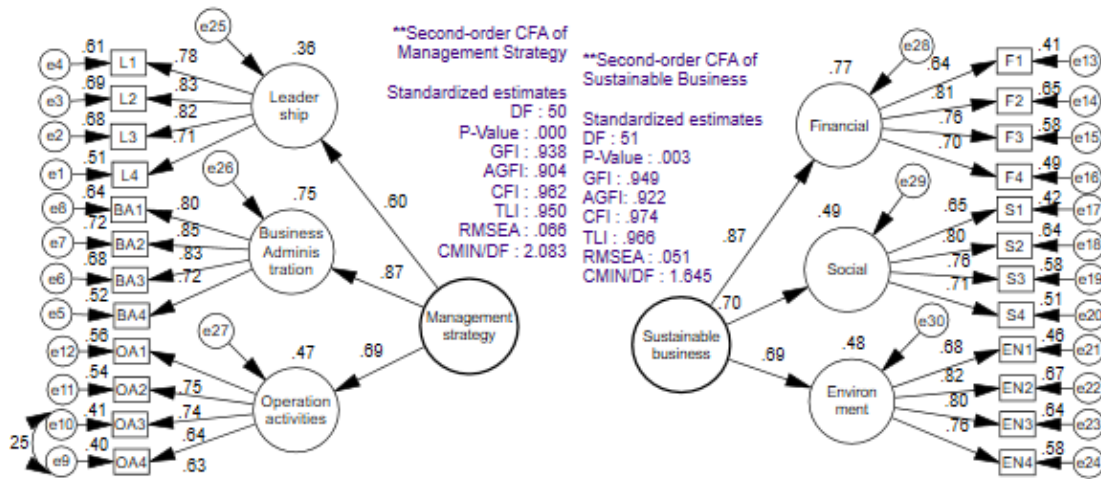 **Second-order CFA of
Management Strategy
Standardized estimates
DF : 50
P-Value : .000
GFI : .938
AGFI: .904
CFI : .962
TLI : .950
RMSEA : .066
CMIN/DF : 2.083
**Second-order CFA of
Sustainable Business
Standardized estimates
DF : 51
P-Value : .003
GFI : .949
AGFI: .922
CFI : .974
TLI : .966
RMSEA : .051
CMIN/DF : 1.645
e25
.36
Leader
ship
e4 .61 L1 .78
e3 .69 L2 .83
e2 .68 L3 .82
e1 .51 L4 .71
e26
.75
Business
Adminis
tration
e8 .64 BA1 .80
e7 .72 BA2 .85
e6 .68 BA3 .83
e5 .52 BA4 .72
e27
.47
Operation
activities
e12 .56 OA1 .75
e11 .54 OA2 .74
e10 .41 OA3 .64
e9 .40 OA4 .63
25
.60
.87
.69
Management
strategy
Sustainable
business
.87
.70
.69
e28
.77
Financial
.64 F1 .41 e13
.81 F2 .65 e14
.76 F3 .58 e15
.70 F4 .49 e16
e29
.49
Social
.65 S1 .42 e17
.80 S2 .64 e18
.76 S3 .58 e19
.71 S4 .51 e20
e30
.48
Environ
ment
.68 EN1 .46 e21
.82 EN2 .67 e22
.80 EN3 .64 e23
.76 EN4 .58 e24